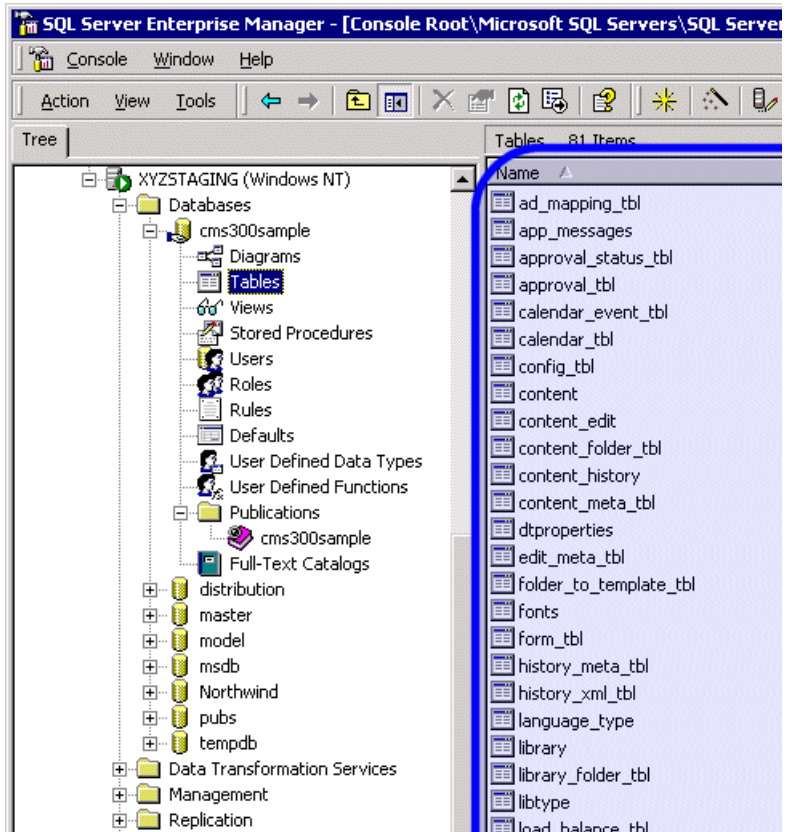 SQL Server Enterprise Manager - [Console Root\Microsoft SQL Servers\SQL Server
Console Window Help
Action View Tools
Tree
Tables 81 Items
XYZSTAGING (Windows NT)
Databases
cms300sample
Diagrams
Tables
Views
Stored Procedures
Users
Roles
Rules
Defaults
User Defined Data Types
User Defined Functions
Publications
cms300sample
Full-Text Catalogs
distribution
master
model
msdb
Northwind
pubs
tempdb
Data Transformation Services
Management
Replication
Name
ad_mapping_tbl
app_messages
approval_status_tbl
approval_tbl
calendar_event_tbl
calendar_tbl
config_tbl
content
content_edit
content_folder_tbl
content_history
content_meta_tbl
dtproperties
edit_meta_tbl
folder_to_template_tbl
fonts
form_tbl
history_meta_tbl
history_xml_tbl
language_type
library
library_folder_tbl
libtype
load_balance_tbl